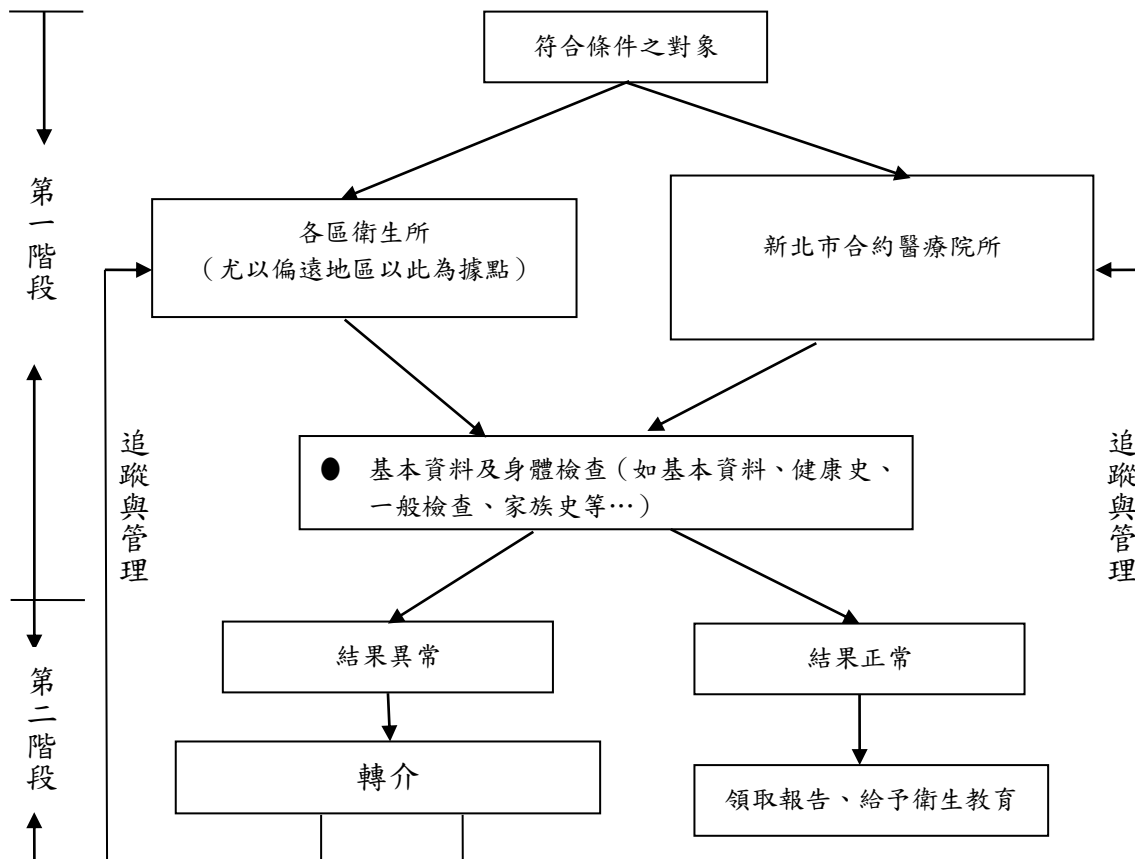 符合條件之對象
第一階段
各區衛生所
（尤以偏遠地區以此為據點）
新北市合約醫療院所
追蹤與管理
● 基本資料及身體檢查（如基本資料、健康史、
一般檢查、家族史等…）
追蹤與管理
結果異常
結果正常
第二階段
轉介
領取報告、給予衛生教育